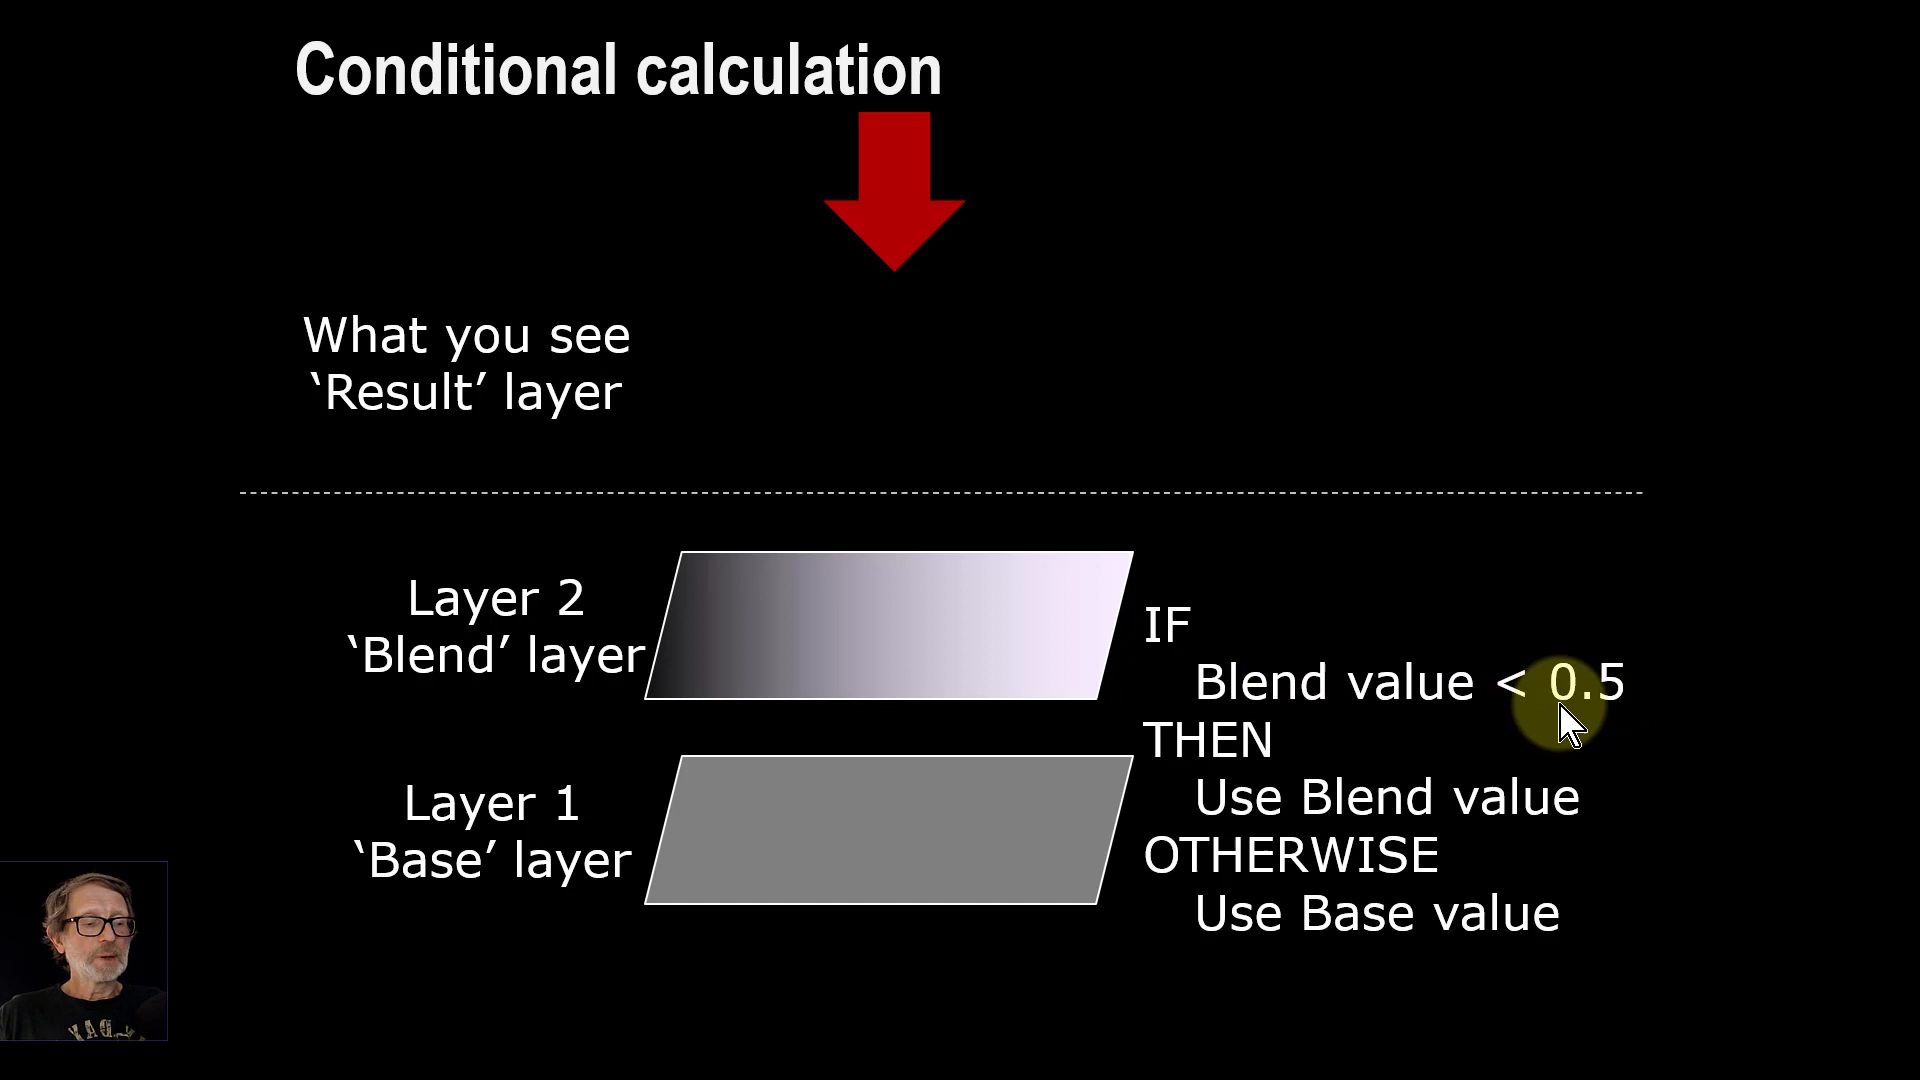 Conditional calculation
What you see
‘Result’ layer
Layer 2
‘Blend’ layer
IF
Blend value < 0.5
THEN
Use Blend value
OTHERWISE
Use Base value
Layer 1
‘Base’ layer